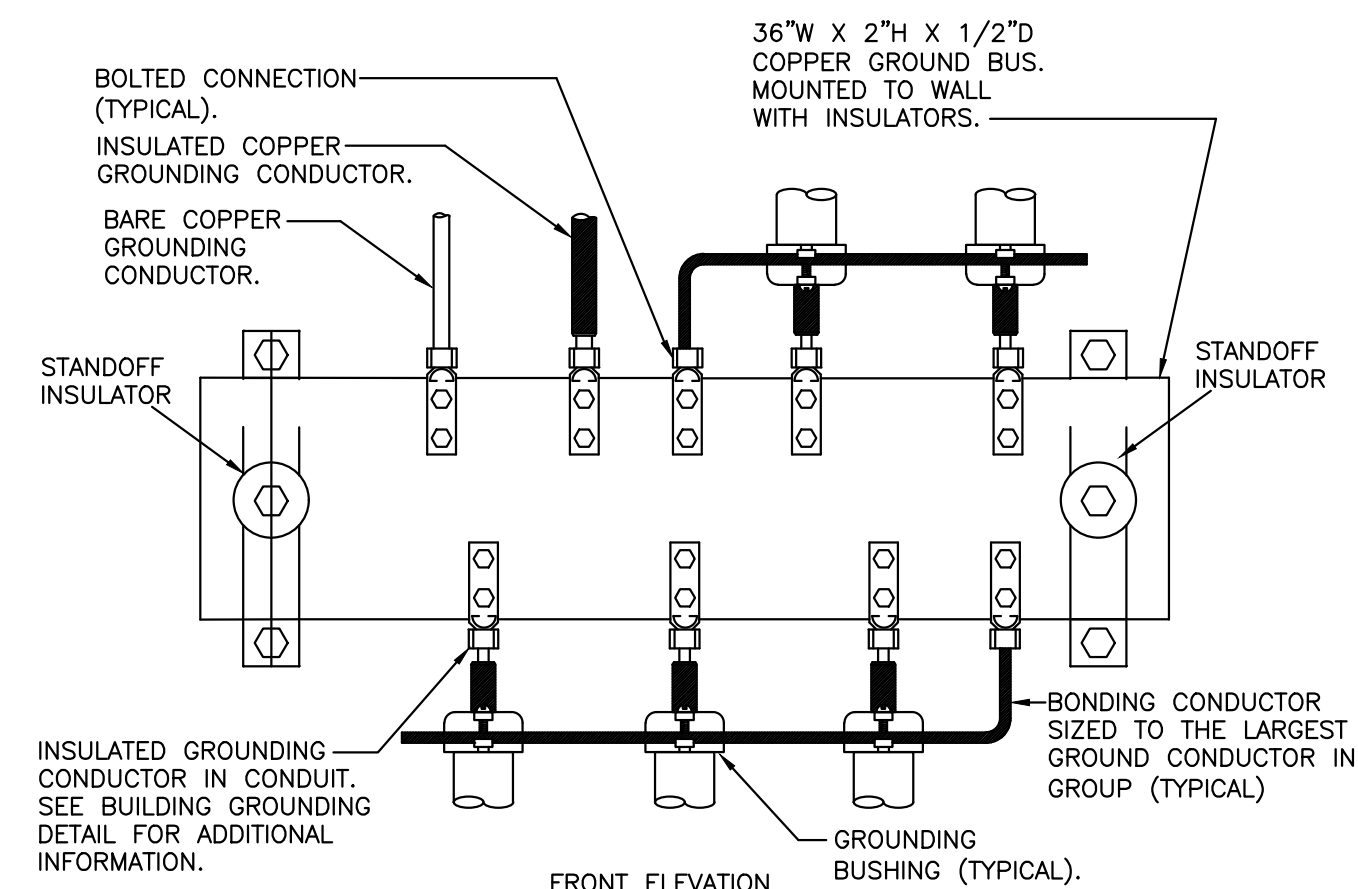 36”W X 2”H X 1/2”D
COPPER GROUND BUS.
MOUNTED TO WALL
WITH INSULATORS.
BOLTED CONNECTION
(TYPICAL).
INSULATED COPPER
GROUNDING CONDUCTOR.
BARE COPPER
GROUNDING
CONDUCTOR.
STANDOFF
INSULATOR
STANDOFF
INSULATOR
BONDING CONDUCTOR
SIZED TO THE LARGEST
GROUND CONDUCTOR IN
GROUP (TYPICAL)
INSULATED GROUNDING
CONDUCTOR IN CONDUIT.
SEE BUILDING GROUNDING
DETAIL FOR ADDITIONAL
INFORMATION.
GROUNDING
BUSHING (TYPICAL).
FRONT ELEVATION